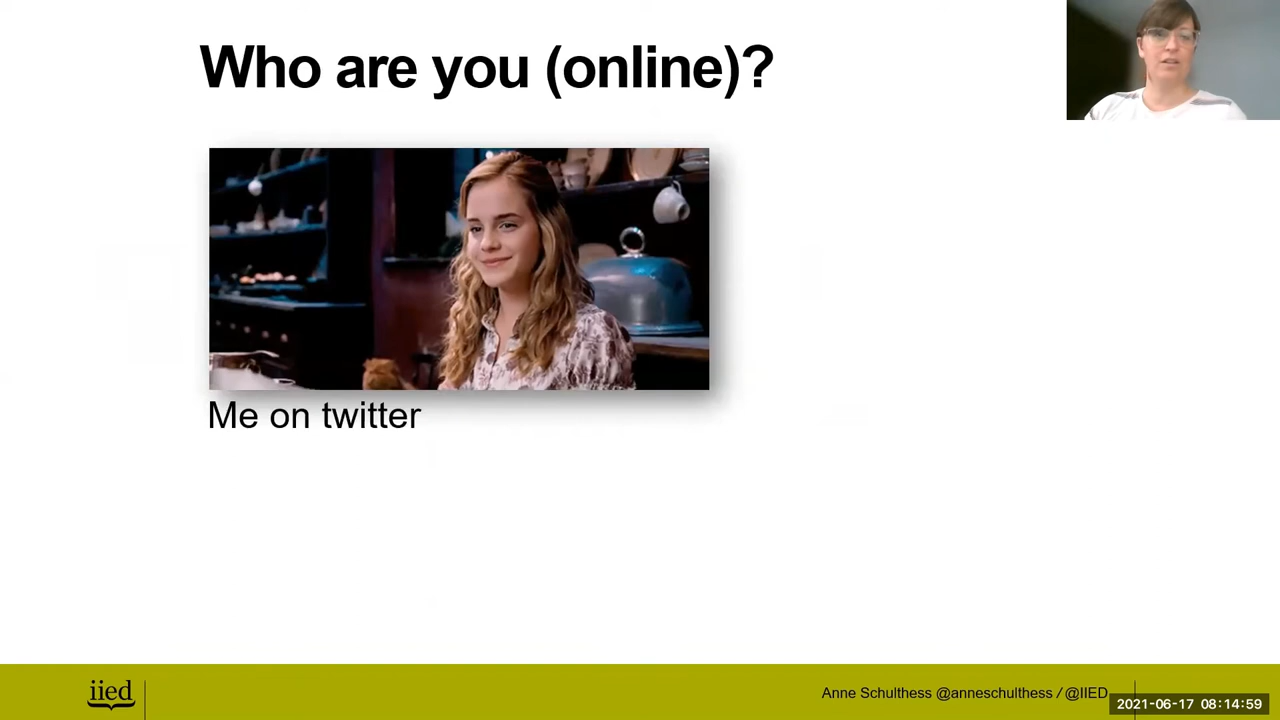 Who are you (online)?
Me on twitter
iied
Anne Schulthess @anneschulthess / @IIED
2021-06-17 08:14:59